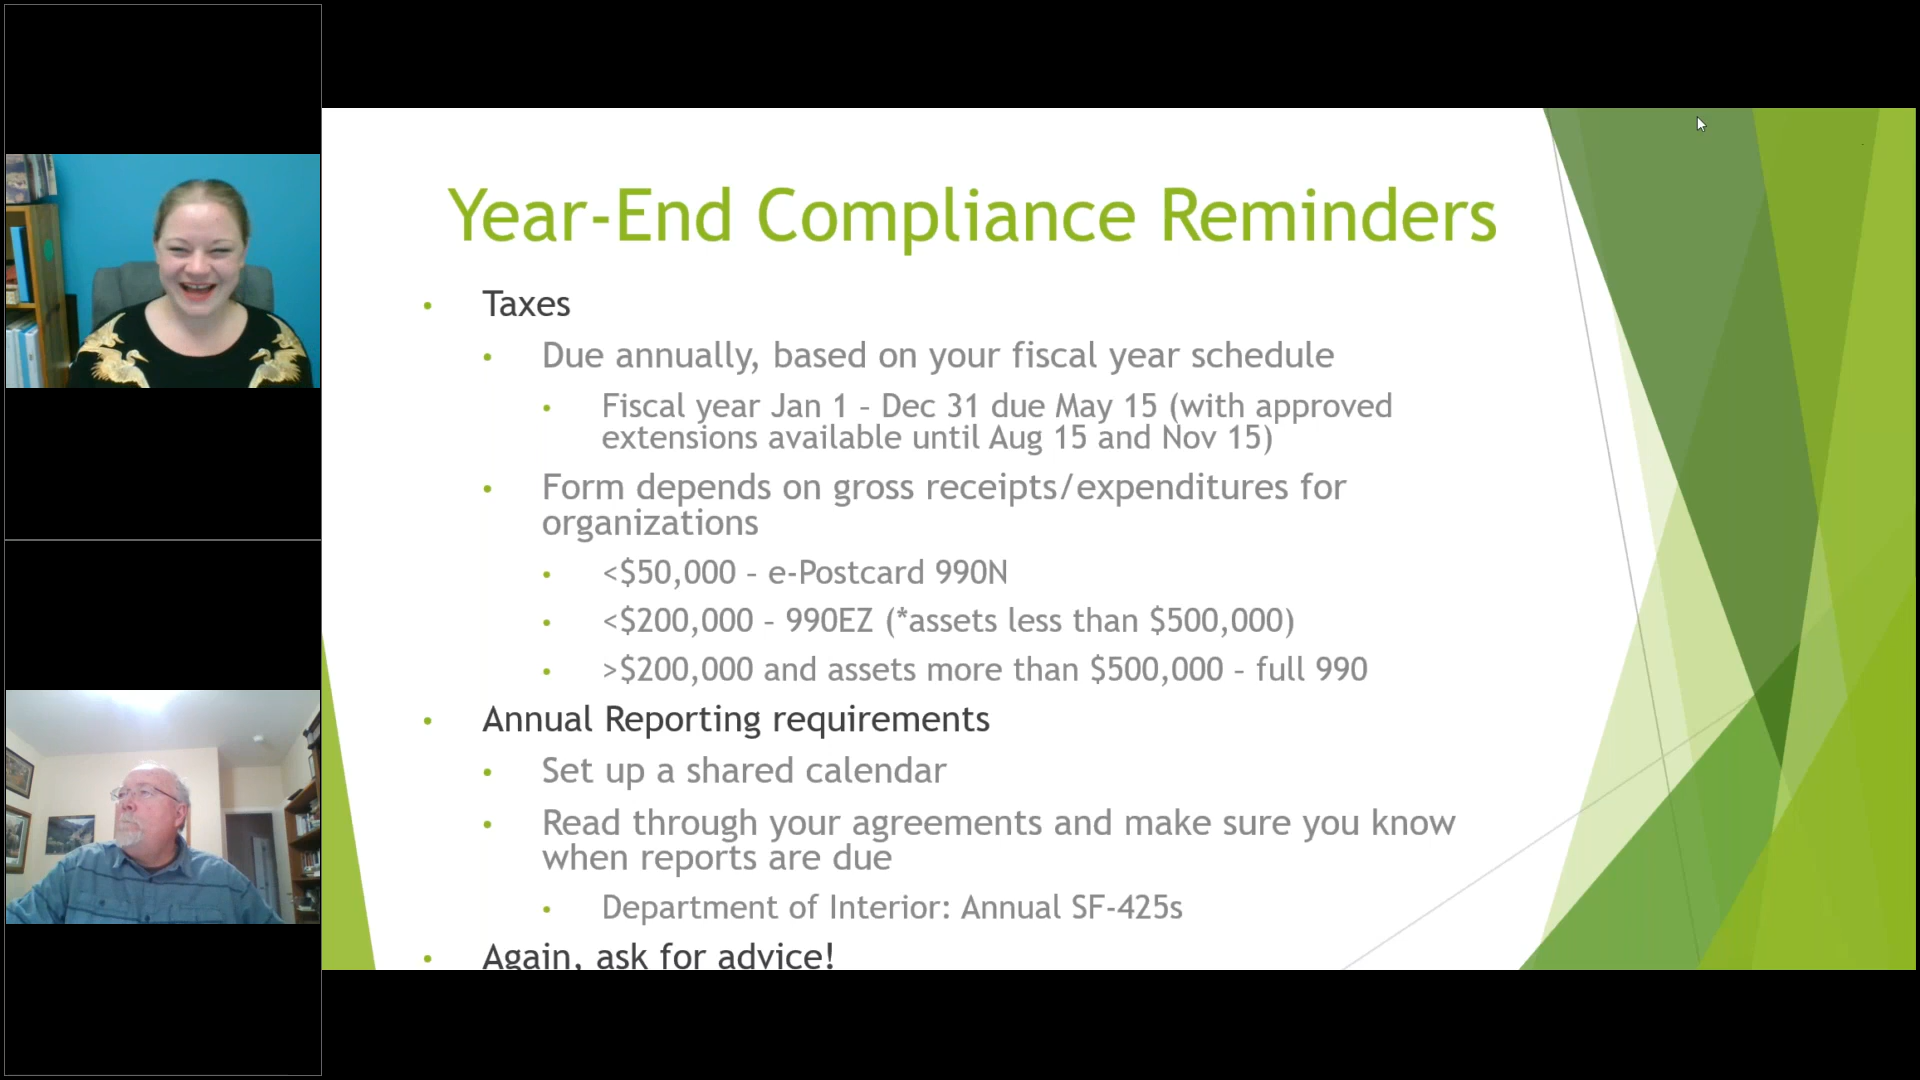 Year-End Compliance Reminders
• Taxes
• Due annually, based on your fiscal year schedule
• Fiscal year Jan 1 – Dec 31 due May 15 (with approved
extensions available until Aug 15 and Nov 15)
• Form depends on gross receipts/expenditures for
organizations
• <$50,000 – e-Postcard 990N
• <$200,000 – 990EZ (*assets less than $500,000)
• >$200,000 and assets more than $500,000 – full 990
• Annual Reporting requirements
• Set up a shared calendar
• Read through your agreements and make sure you know
when reports are due
• Department of Interior: Annual SF-425s
• Again, ask for advice!